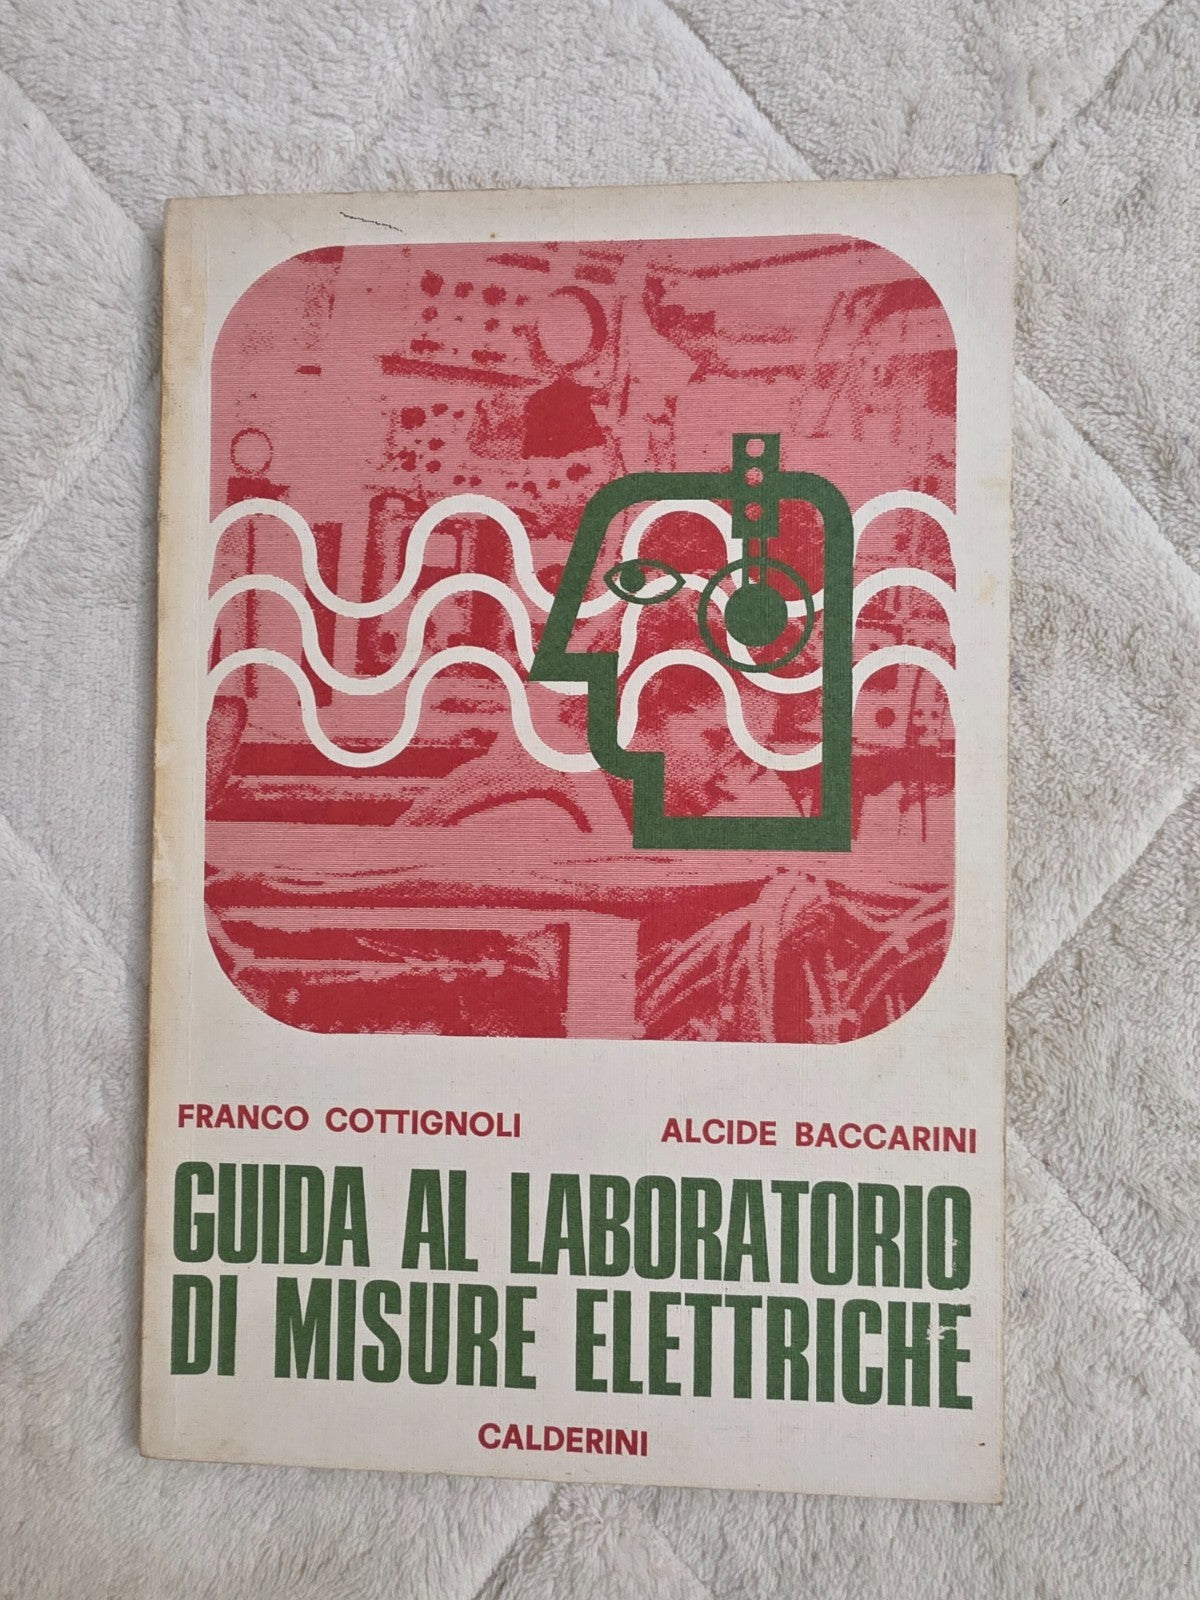 FRANCO COTTIGNOLI ALCIDE BACCARINI
GUIDA AL LABORATORIO
DI MISURE ELETTRICHE
CALDERINI